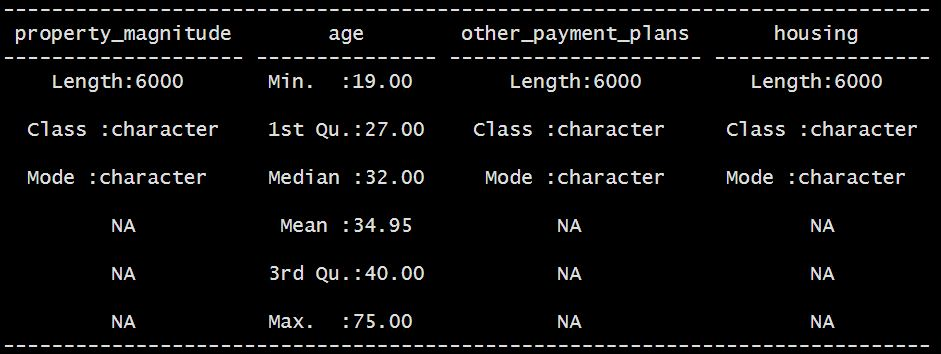 -----------------------------------------------------------------------------
property_magnitude        age        other_payment_plans       housing
-------------------- --------------- --------------------- ------------------
    Length:6000       Min.  :19.00        Length:6000          Length:6000
  Class :character    1st Qu.:27.00    Class :character     Class :character
  Mode :character     Median :32.00     Mode :character     Mode :character
         NA            Mean :34.95             NA                   NA
         NA           3rd Qu.:40.00            NA                   NA
         NA           Max.  :75.00             NA                   NA
-----------------------------------------------------------------------------